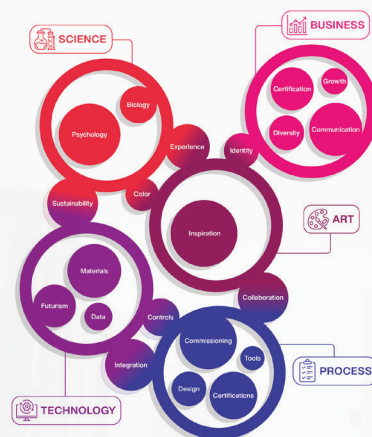 SCIENCE
BUSINESS
Biology
Psychology
Certification
Growth
Diversity
Communication
Experience
Identity
Sustainability
Color
Inspiration
ART
Materials
Futurism
Data
Controls
Collaboration
Integration
Commissioning
Tools
Design
Certifications
PROCESS
TECHNOLOGY